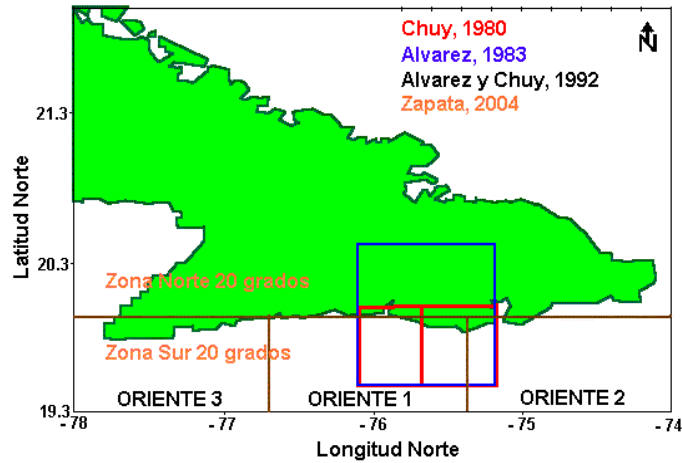 Chuy, 1980
Alvarez, 1983
Alvarez y Chuy, 1992
Zapata, 2004
N
21.3
20.3
19.3
Latitud Norte
Zona Norte 20 grados
Zona Sur 20 grados
ORIENTE 3 ORIENTE 1 ORIENTE 2
-78 -77 -76 -75 -74
Longitud Norte